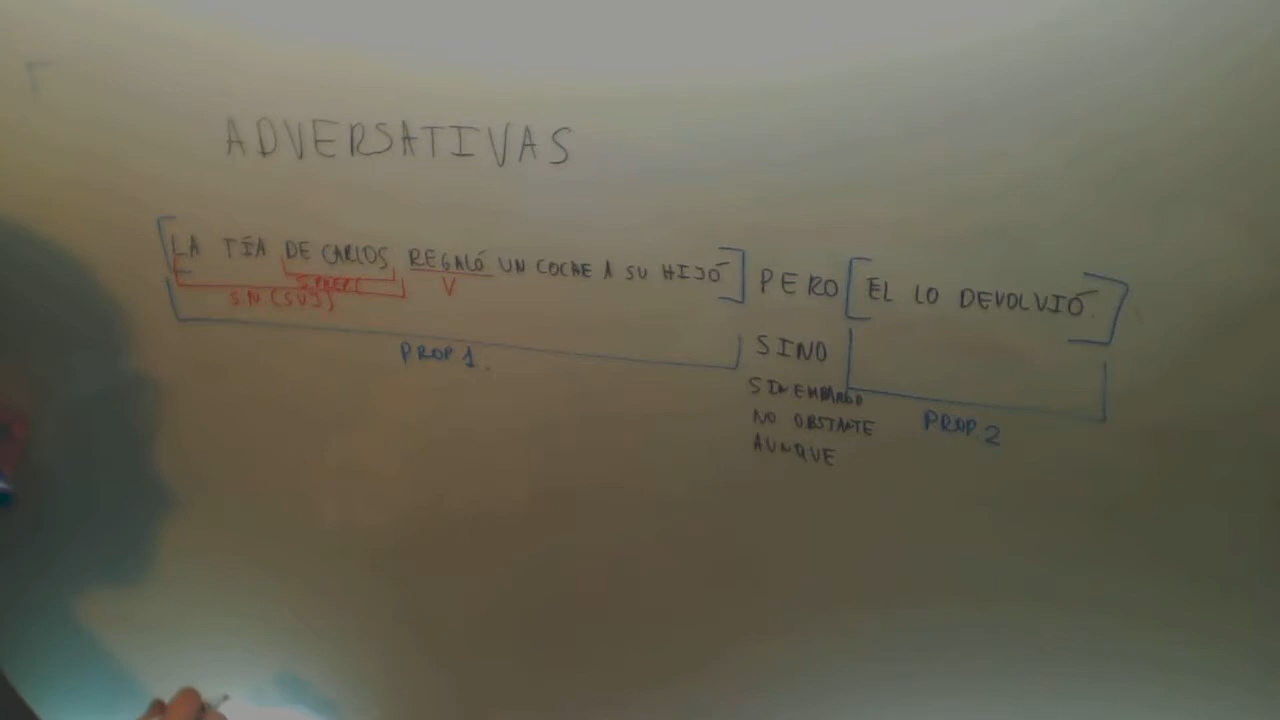 ADVERSATIVAS
[LA TÍA DE CARLOS REGALÓ UN COCHE A SU HIJO] PERO [EL LO DEVOLVIÓ.]
S.PREP
SN (SUJ) V
PROP 1.
SINO
SIN EMBARGO
NO OBSTANTE
AUNQUE
PROP 2